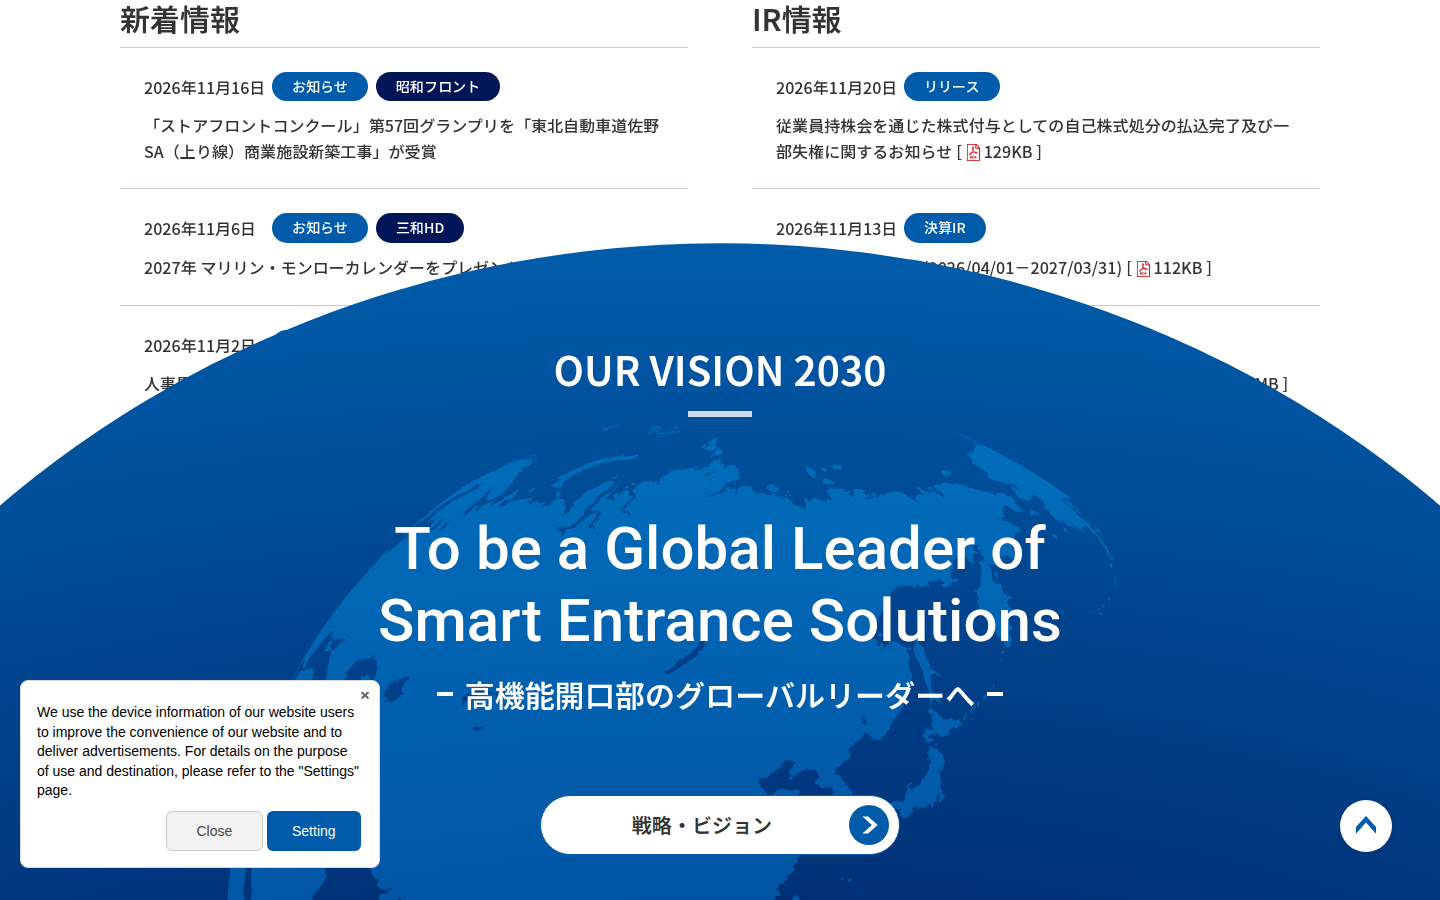 新着情報
2026年11月16日 お知らせ 昭和フロント
「ストアフロントコンクール」第57回グランプリを「東北自動車道佐野
SA（上り線）商業施設新築工事」が受賞
2026年11月6日 お知らせ 三和HD
2027年 マリリン・モンローカレンダーをプレゼント
2026年11月2日
人事
IR情報
2026年11月20日 リリース
従業員持株会を通じた株式付与としての自己株式処分の払込完了及び一
部失権に関するお知らせ [ 129KB ]
2026年11月13日 決算IR
/04/01－2027/03/31) [ 112KB ]
MB ]
OUR VISION 2030
To be a Global Leader of
Smart Entrance Solutions
– 高機能開口部のグローバルリーダーへ –
戦略・ビジョン
We use the device information of our website users
to improve the convenience of our website and to
deliver advertisements. For details on the purpose
of use and destination, please refer to the "Settings"
page.
Close Setting